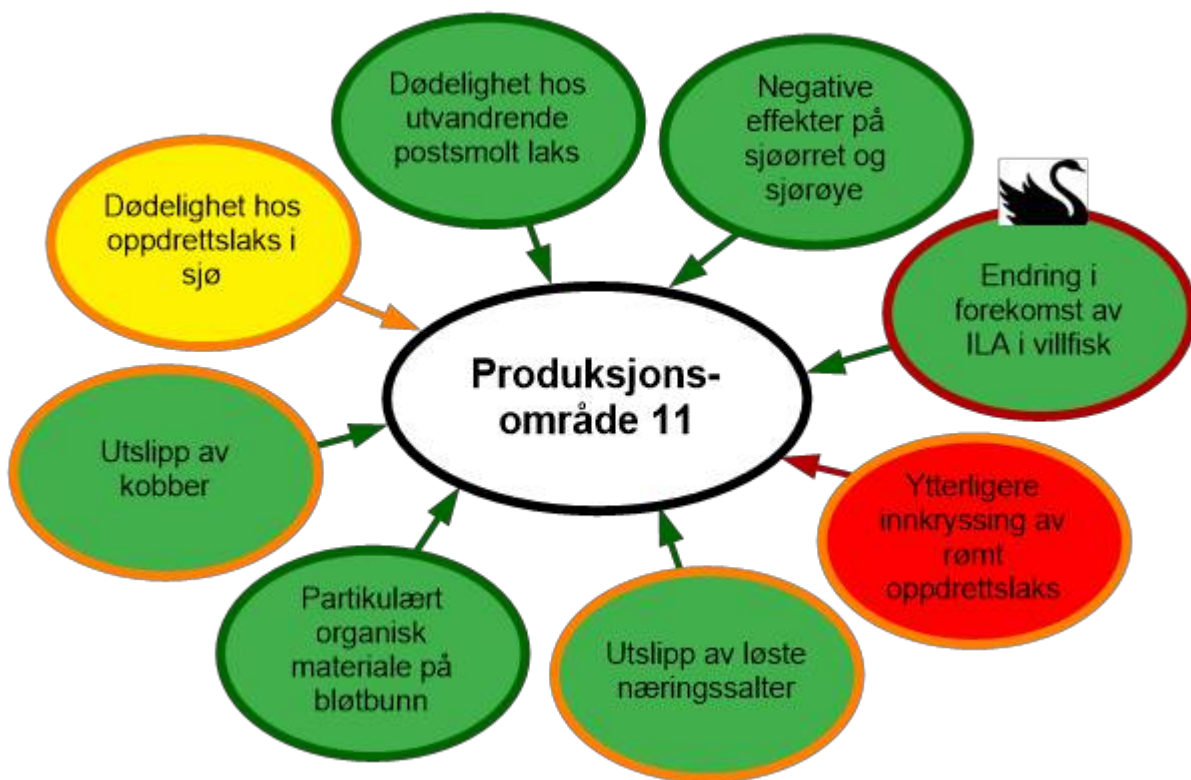 Dødelighet hos
utvandrende
postsmolt laks
Negative
effekter på
sjøørret og
sjørøye
Dødelighet hos
oppdrettslaks i
sjø
Endring i
forekomst av
ILA i villfisk
Produksjons-
område 11
Utslipp av
kobber
Ytterligere
innkryssing av
rømt
oppdrettslaks
Partikulært
organisk
materiale på
bløtbunn
Utslipp av løste
næringssalter